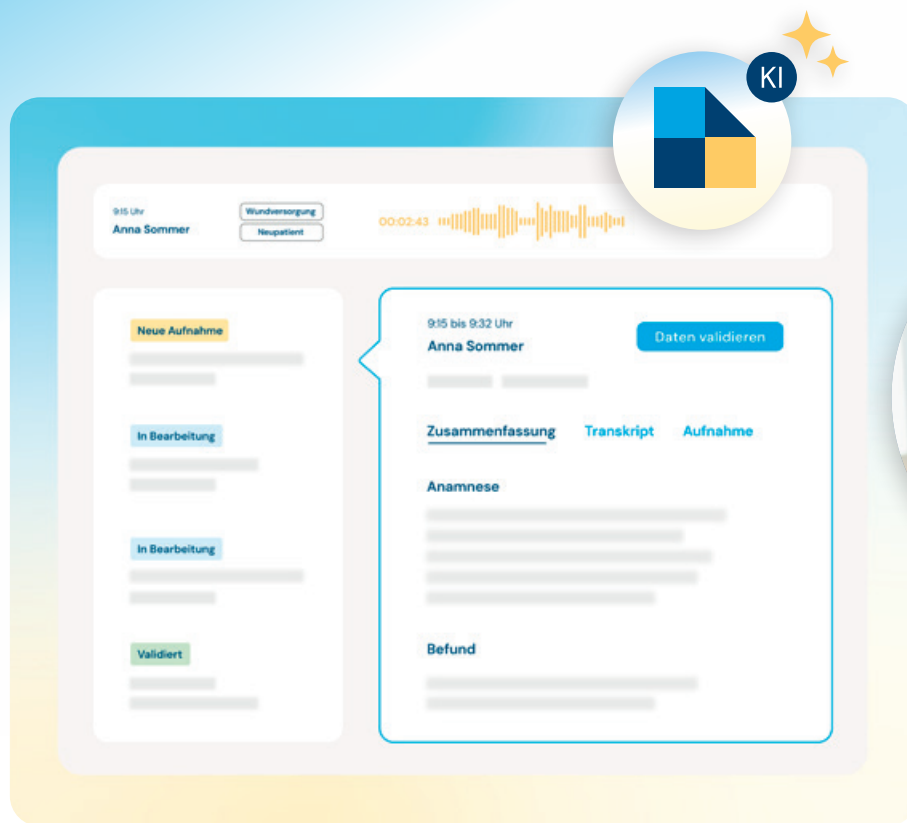 KI
9:15 Uhr
Anna Sommer
Wundversorgung
Neupatient
00:02:43
Neue Aufnahme
In Bearbeitung
In Bearbeitung
Validiert
9:15 bis 9:32 Uhr
Anna Sommer
Daten validieren
Zusammenfassung Transkript Aufnahme
Anamnese
Befund